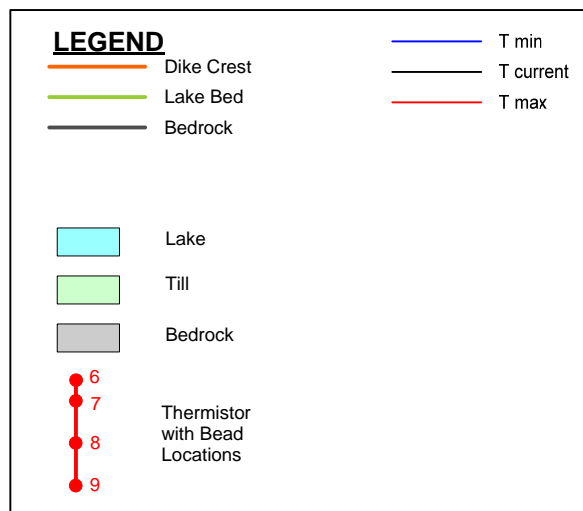 LEGEND
Dike Crest
Lake Bed
Bedrock
T min
T current
T max
Lake
Till
Bedrock
6
7
8
9
Thermistor
with Bead
Locations